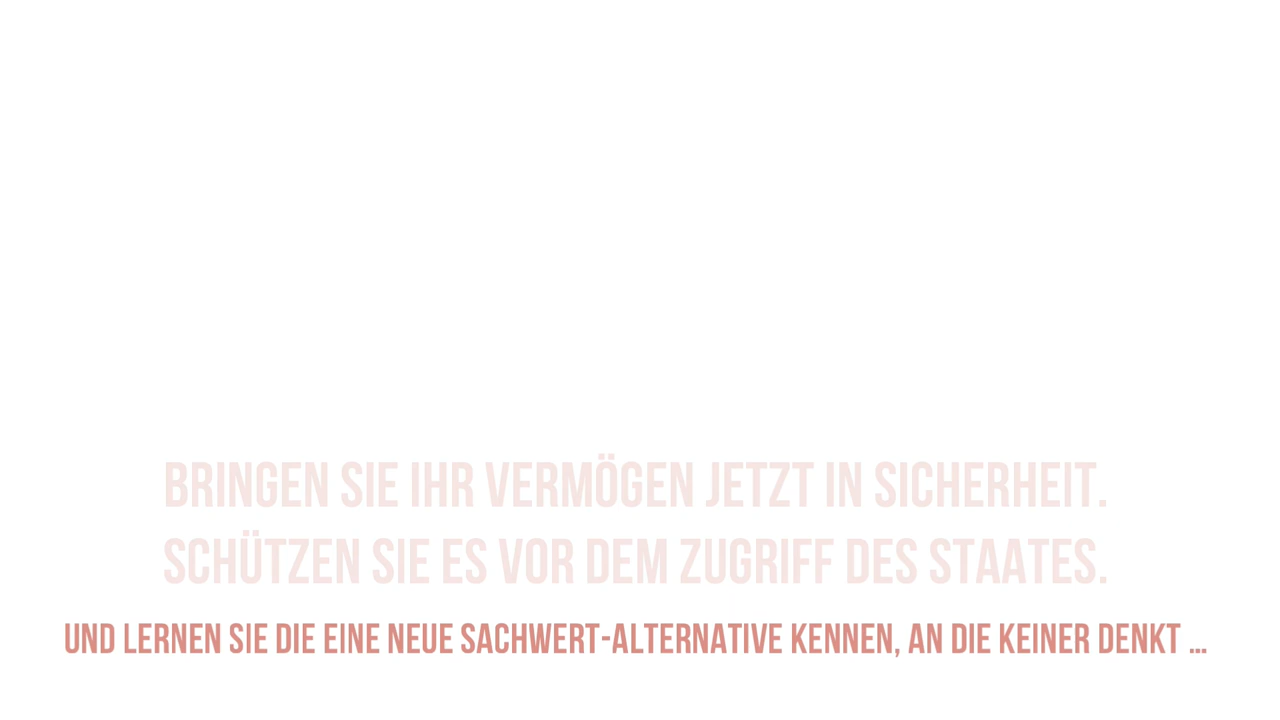 BRINGEN SIE IHR VERMÖGEN JETZT IN SICHERHEIT.
SCHÜTZEN SIE ES VOR DEM ZUGRIFF DES STAATES.
UND LERNEN SIE DIE EINE NEUE SACHWERT-ALTERNATIVE KENNEN, AN DIE KEINER DENKT ...